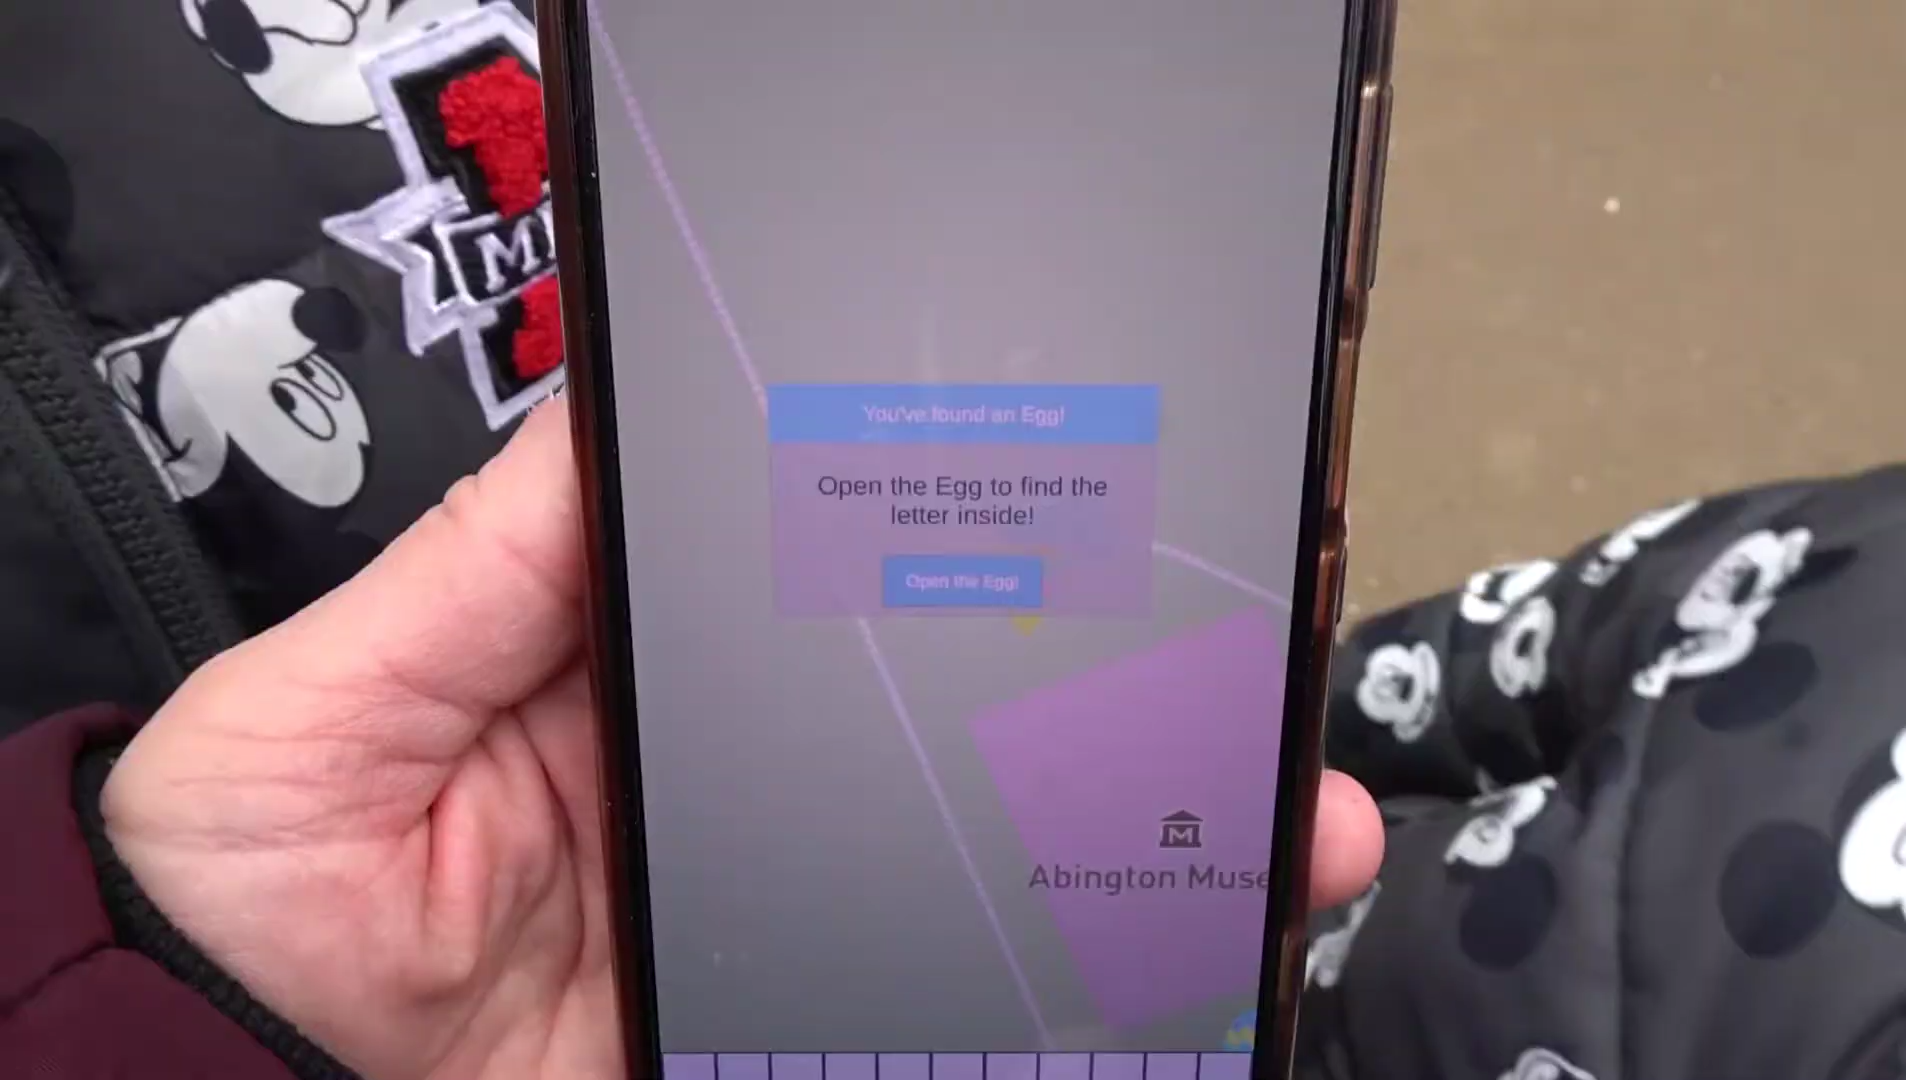 You've found an Egg!
Open the Egg to find the
letter inside!
Open the Egg!
Abington Muse
M